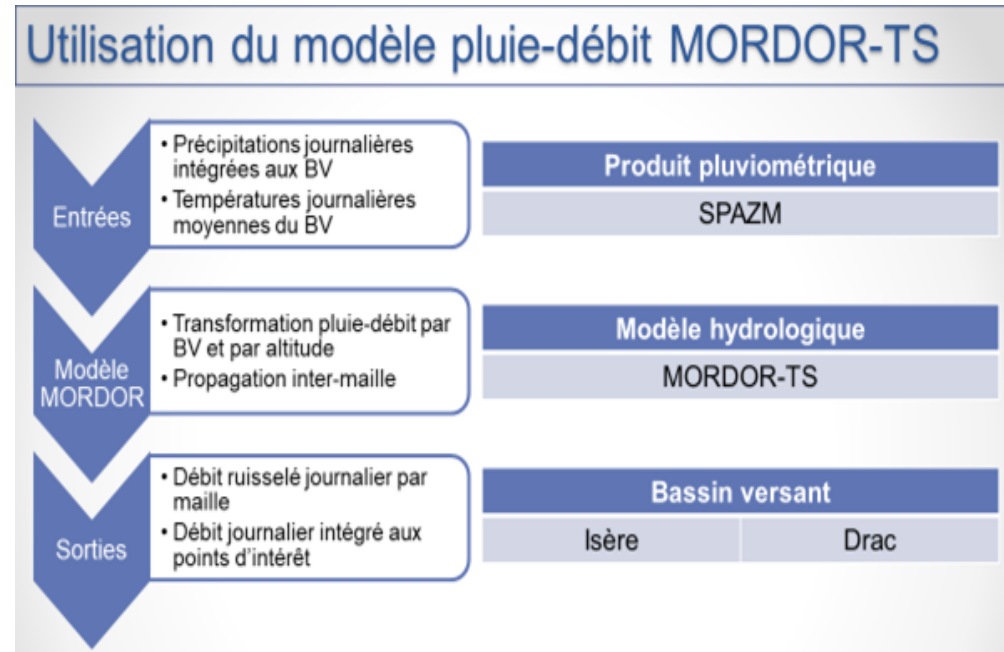 Utilisation du modèle pluie-débit MORDOR-TS
Entrées
• Précipitations journalières
intégrées aux BV
• Températures journalières
moyennes du BV
Produit pluviométrique
SPAZM
Modèle
MORDOR
• Transformation pluie-débit par
BV et par altitude
• Propagation inter-maille
Modèle hydrologique
MORDOR-TS
Sorties
• Débit ruisselé journalier par
maille
• Débit journalier intégré aux
points d'intérêt
Bassin versant
Isère Drac